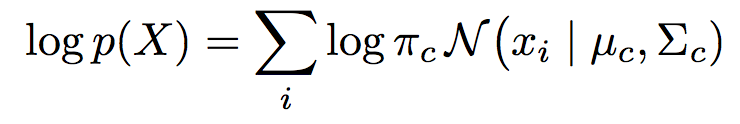 log p(X) = ∑_i log π_c 𝒩(x_i | μ_c, Σ_c)